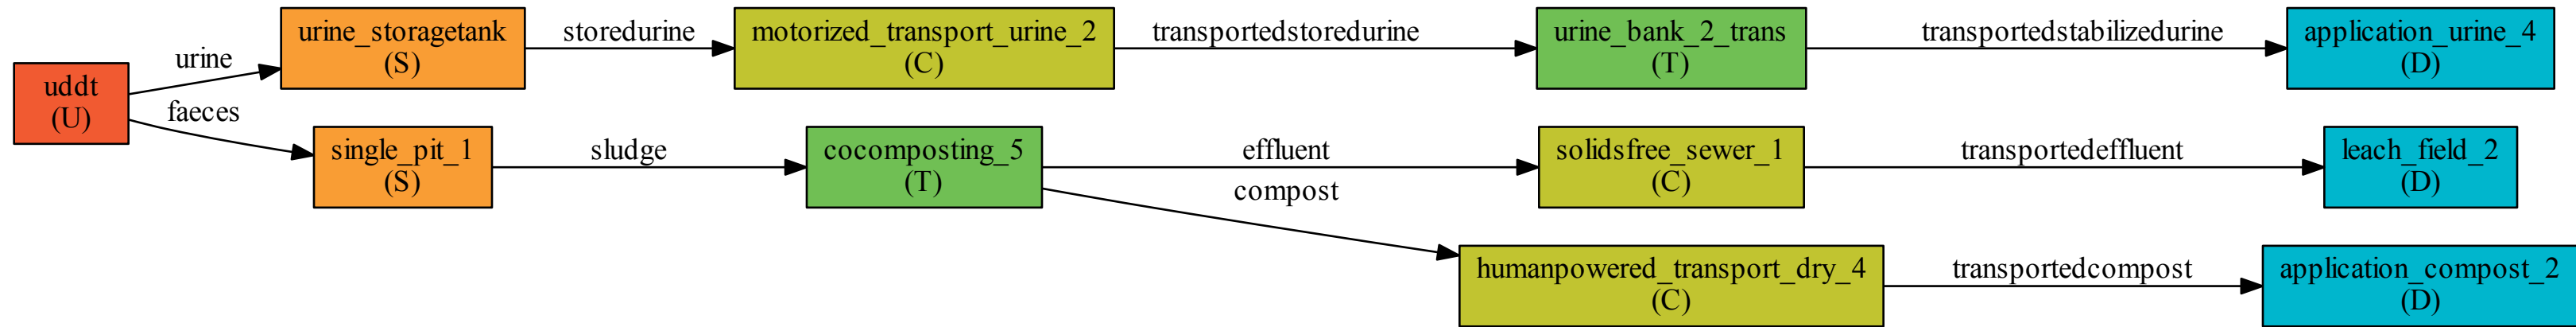 urine_storagetank
(S)
storedurine
motorized_transport_urine_2
(C)
transportedstoredurine
urine_bank_2_trans
(T)
transportedstabilizedurine
application_urine_4
(D)
uddt
(U)
urine
faeces
single_pit_1
(S)
sludge
cocomposting_5
(T)
effluent
compost
solidsfree_sewer_1
(C)
transportedeffluent
leach_field_2
(D)
humanpowered_transport_dry_4
(C)
transportedcompost
application_compost_2
(D)